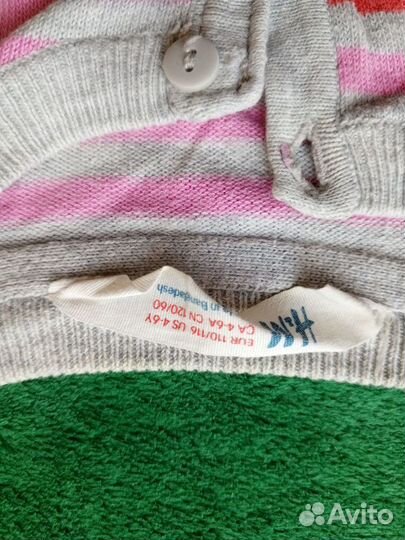 H&M
EUR 110/116 US 4-6Y
CA 4-6A CN 120/60
in Bangladesh
Avito